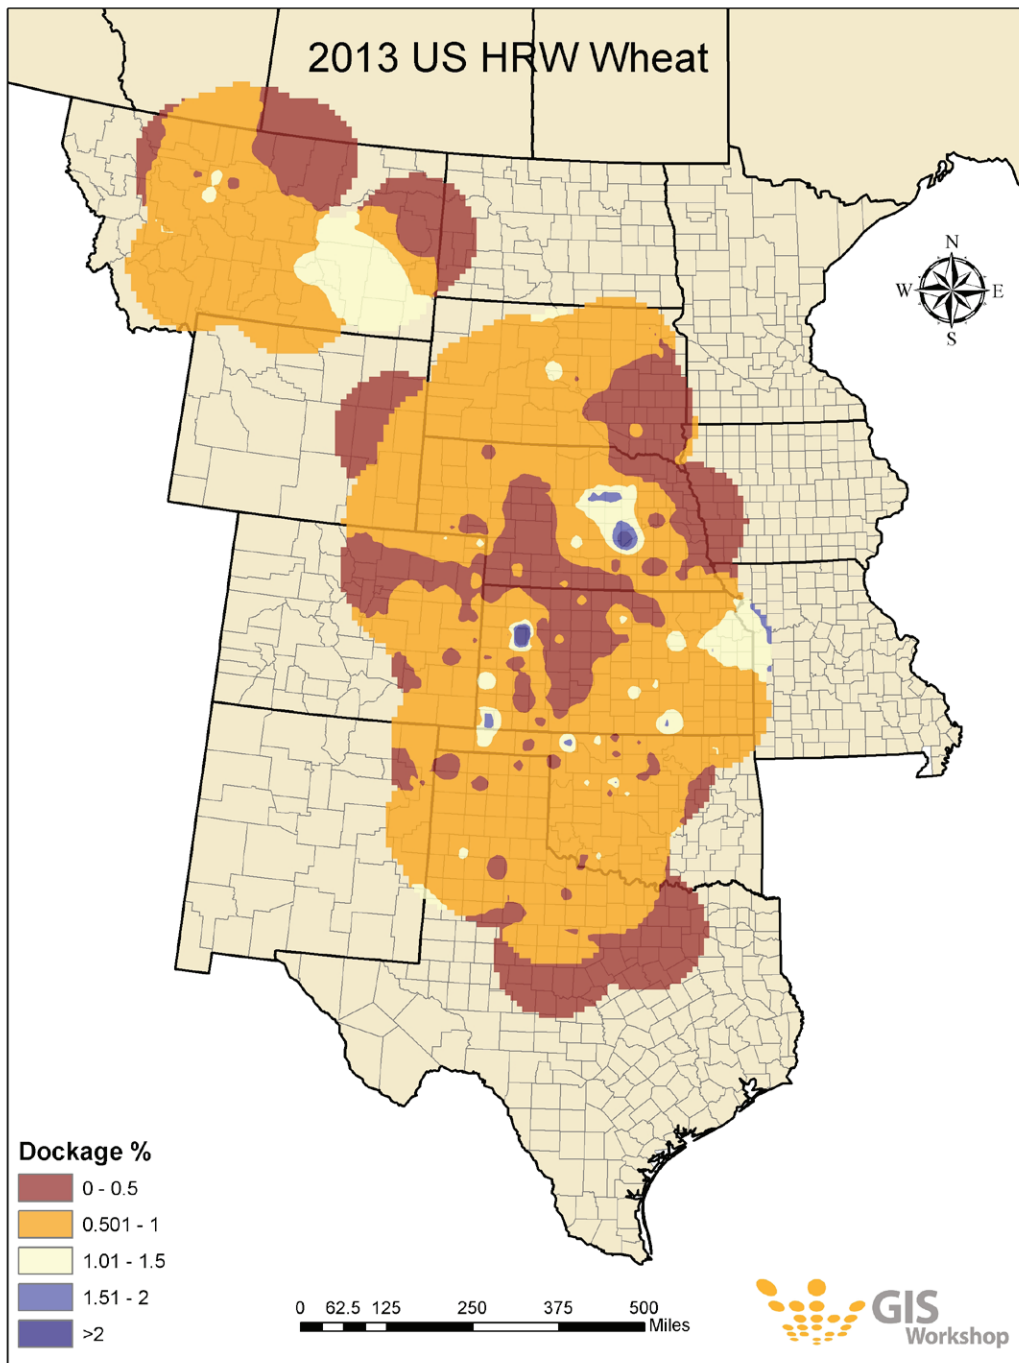 2013 US HRW Wheat
N
W E
S
Dockage %
0 - 0.5
0.501 - 1
1.01 - 1.5
1.51 - 2
>2
0 62.5 125 250 375 500
Miles
GIS
Workshop